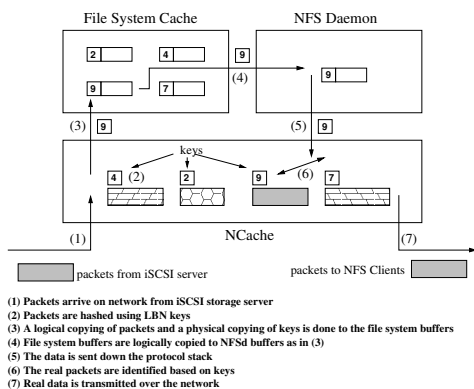 File System Cache
NFS Daemon
2
4
9
7
9
(4)
9
(3)
9
(5)
9
keys
4
(2)
2
9
(6)
7
(1)
NCache
(7)
packets from iSCSI server
packets to NFS Clients
(1) Packets arrive on network from iSCSI storage server
(2) Packets are hashed using LBN keys
(3) A logical copying of packets and a physical copying of keys is done to the file system buffers
(4) File system buffers are logically copied to NFSd buffers as in (3)
(5) The data is sent down the protocol stack
(6) The real packets are identified based on keys
(7) Real data is transmitted over the network